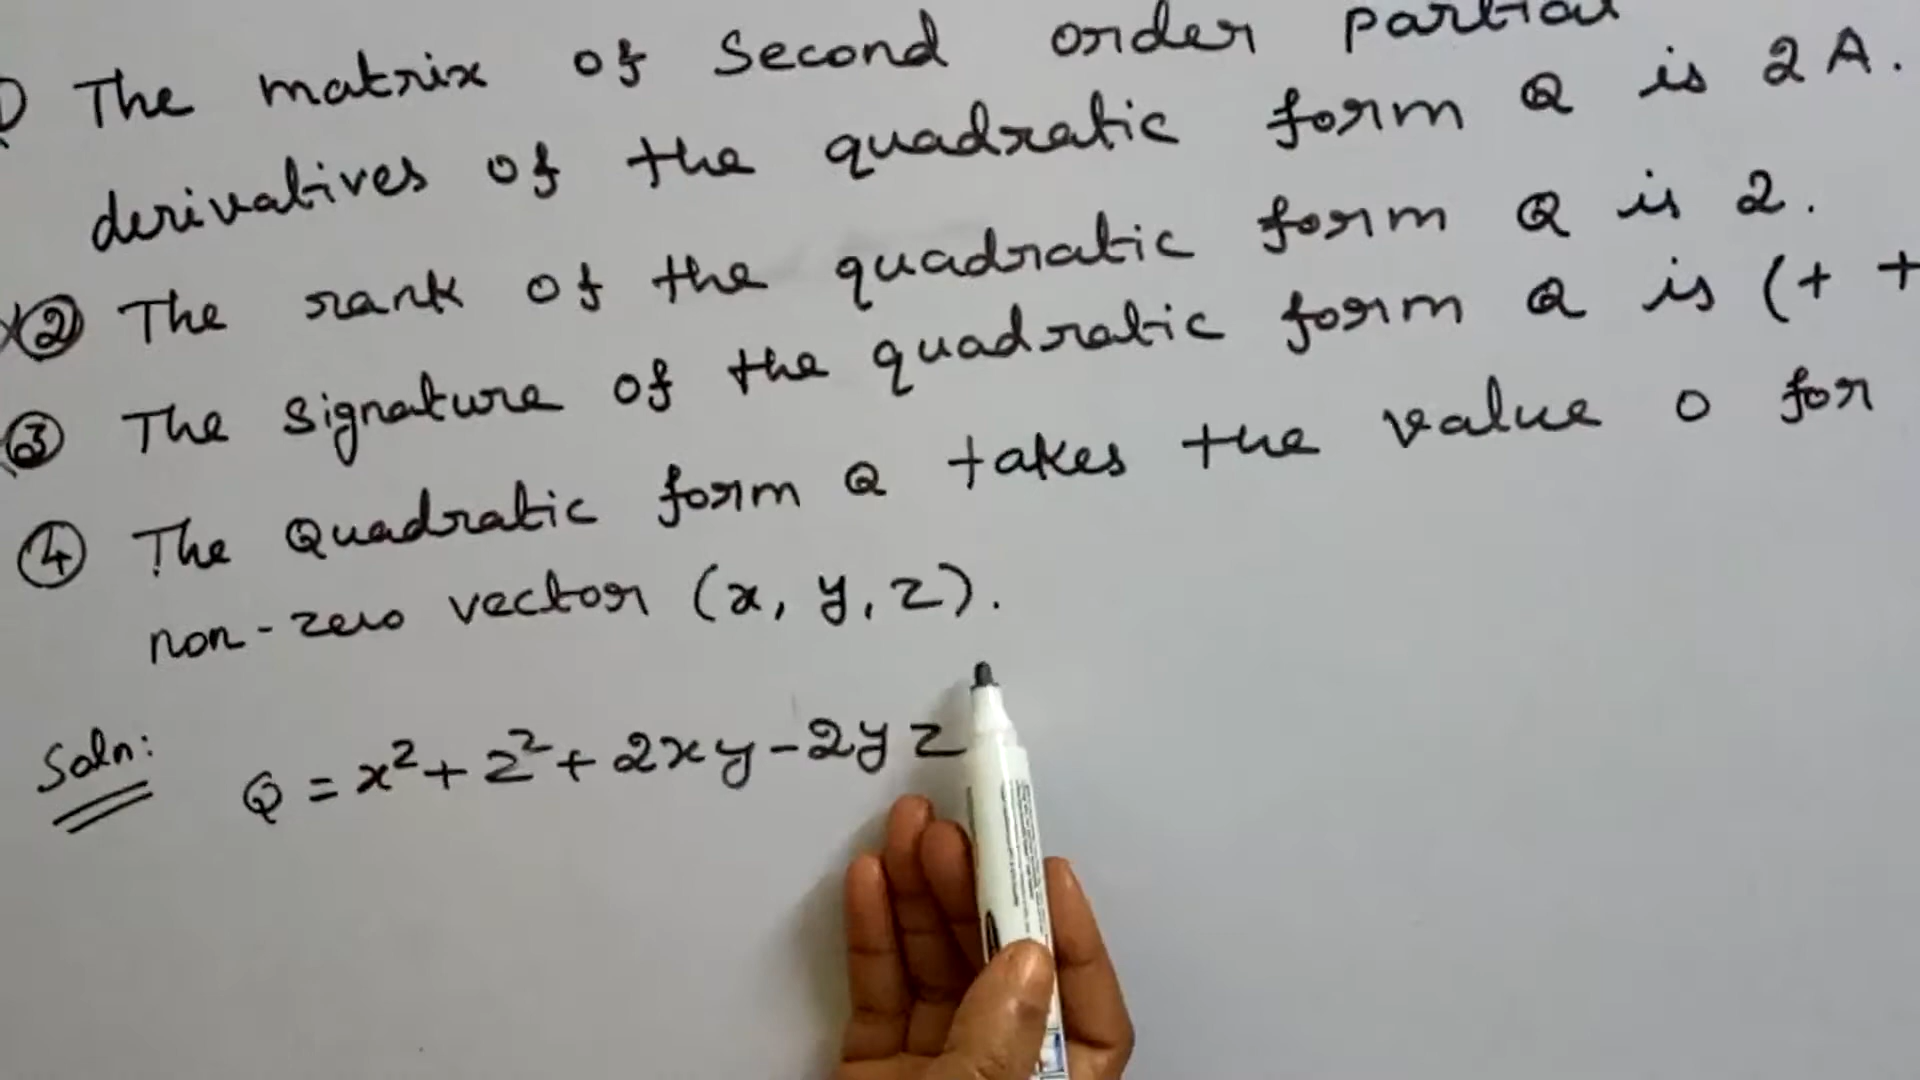 The matrix of Second order partial
derivatives of the quadratic form Q is 2A.
② The rank of the quadratic form Q is 2.
③ The signature of the quadratic form Q is (+ +
④ The Quadratic form Q takes the value 0 for
non-zero vector (x, y, z).
Soln: Q = x² + z² + 2xy - 2yz